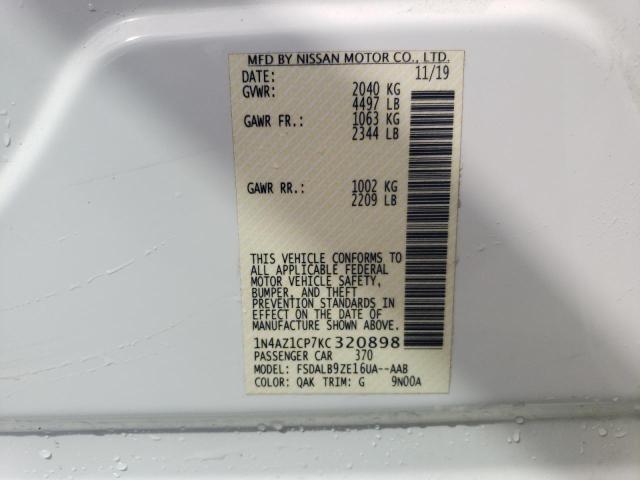 MFD BY NISSAN MOTOR CO., LTD.
DATE: 11/19
GVWR: 2040 KG
4497 LB
GAWR FR.: 1063 KG
2344 LB
GAWR RR.: 1002 KG
2209 LB
THIS VEHICLE CONFORMS TO
ALL APPLICABLE FEDERAL
MOTOR VEHICLE SAFETY,
BUMPER, AND THEFT
PREVENTION STANDARDS IN
EFFECT ON THE DATE OF
MANUFACTURE SHOWN ABOVE.
1N4AZ1CP7KC320898
PASSENGER CAR 370
MODEL: FSDALB9ZE16UA--AAB
COLOR: QAK TRIM: G 9N00A